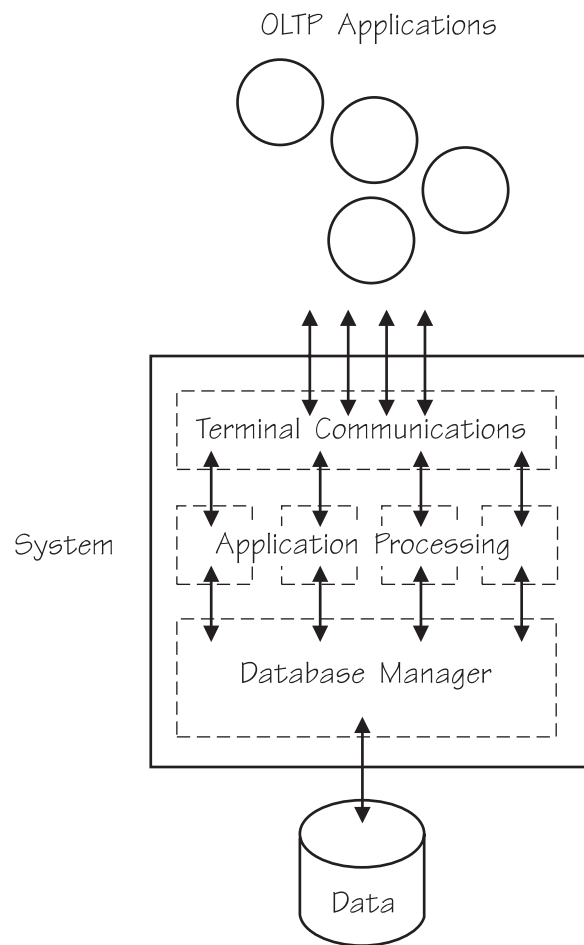 OLTP Applications
Terminal Communications
System
Application Processing
Database Manager
Data